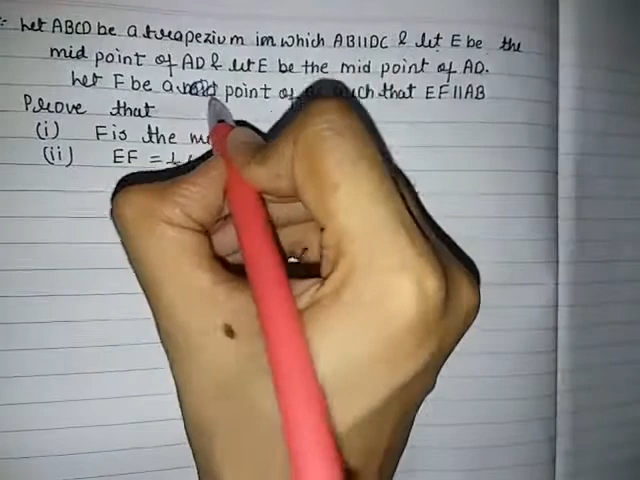 : Let ABCD be a trapezium in which AB||DC & let E be the
mid point of AD & let E be the mid point of AD.
Let F be a point of such that EF||AB
Prove that
(i) F is the
(ii) EF =